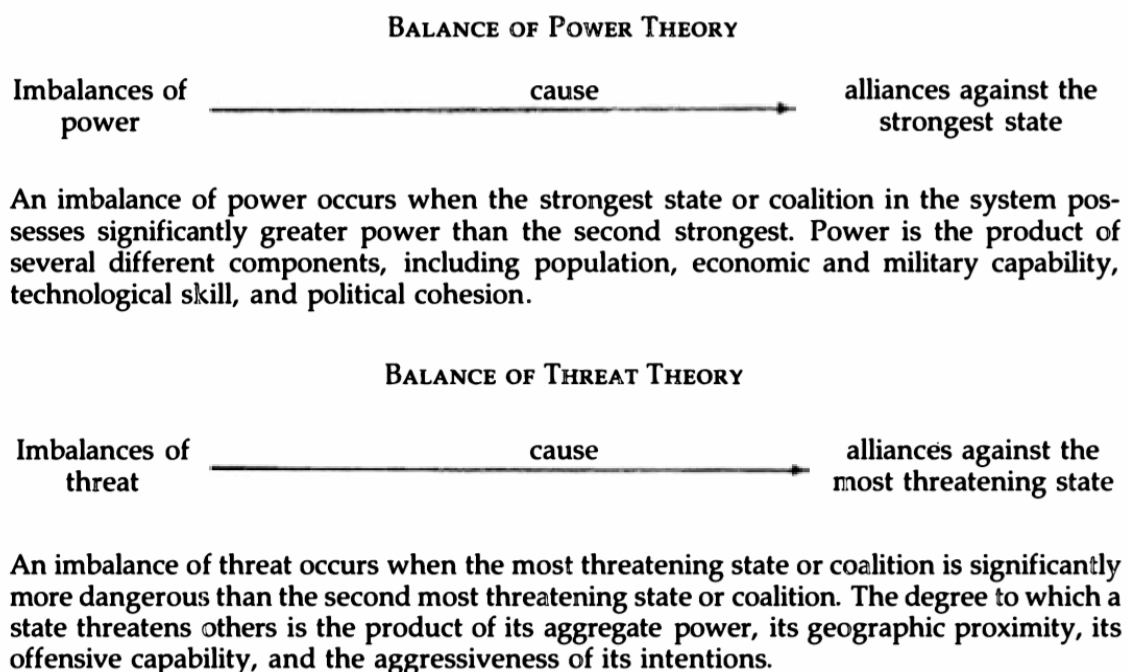 BALANCE OF POWER THEORY
Imbalances of power
cause
alliances against the strongest state
An imbalance of power occurs when the strongest state or coalition in the system pos-
sesses significantly greater power than the second strongest. Power is the product of
several different components, including population, economic and military capability,
technological skill, and political cohesion.
BALANCE OF THREAT THEORY
Imbalances of threat
cause
alliances against the most threatening state
An imbalance of threat occurs when the most threatening state or coalition is significantly
more dangerous than the second most threatening state or coalition. The degree to which a
state threatens others is the product of its aggregate power, its geographic proximity, its
offensive capability, and the aggressiveness of its intentions.